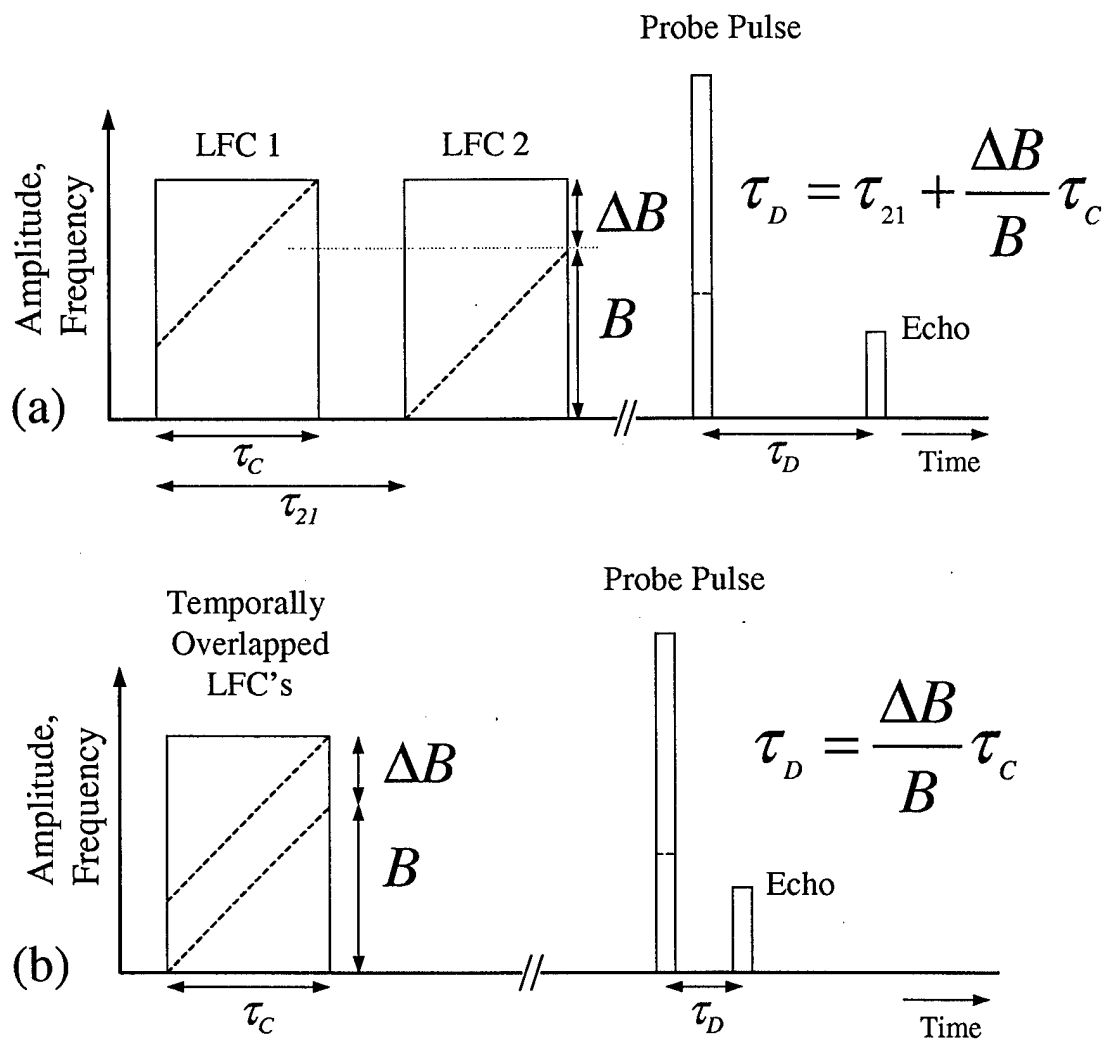 Probe Pulse
LFC 1
LFC 2
Amplitude,
Frequency
ΔB
B
τ_D = τ_21 + (ΔB/B) τ_C
Echo
(a)
τ_C
τ_D
Time
τ_21
Probe Pulse
Temporally
Overlapped
LFC's
Amplitude,
Frequency
ΔB
B
τ_D = (ΔB/B) τ_C
Echo
(b)
τ_C
τ_D
Time